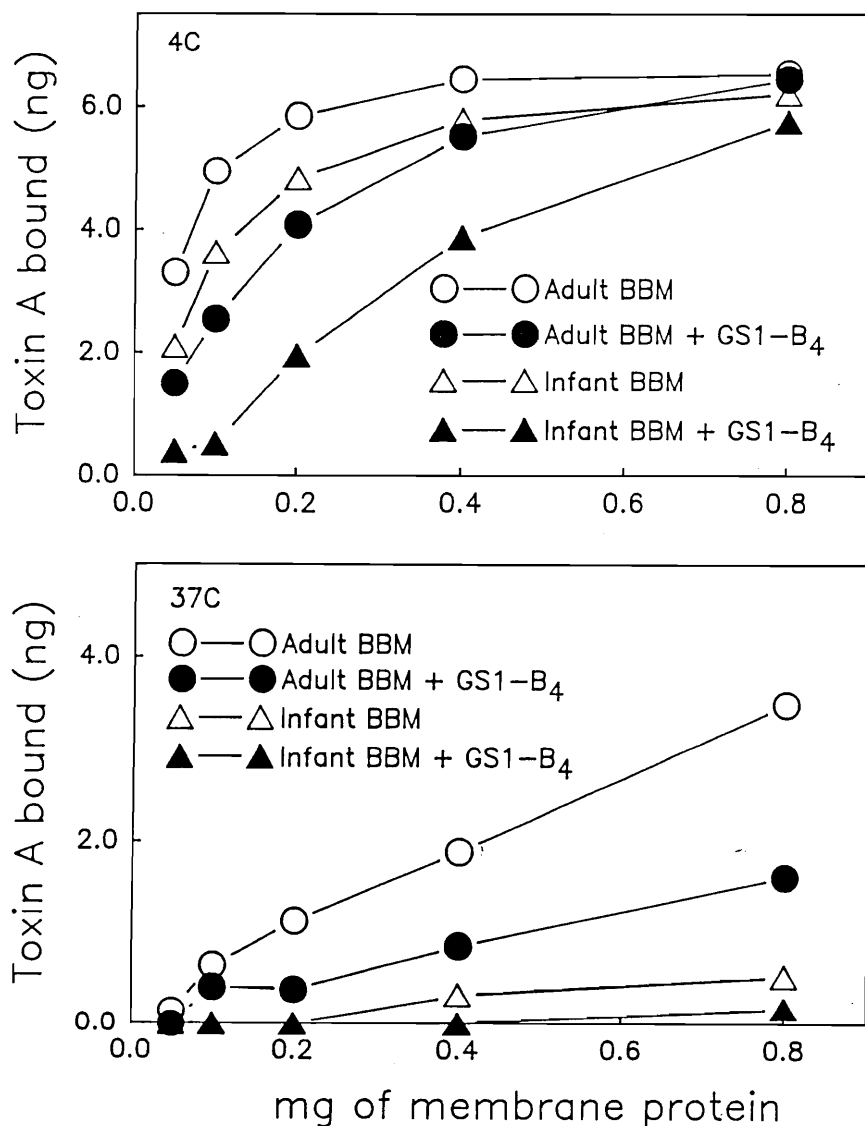 4C
Toxin A bound (ng)
6.0
4.0
2.0
0.0
Adult BBM
Adult BBM + GS1-B4
Infant BBM
Infant BBM + GS1-B4
0.0 0.2 0.4 0.6 0.8
37C
Toxin A bound (ng)
4.0
2.0
0.0
Adult BBM
Adult BBM + GS1-B4
Infant BBM
Infant BBM + GS1-B4
0.0 0.2 0.4 0.6 0.8
mg of membrane protein